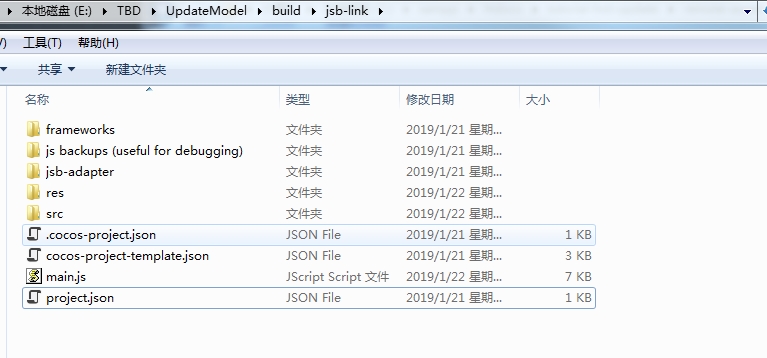 本地磁盘 (E:) TBD UpdateModel build jsb-link
V) 工具(T) 帮助(H)
共享 新建文件夹
名称 类型 修改日期 大小
frameworks 文件夹 2019/1/21 星期...
js backups (useful for debugging) 文件夹 2019/1/21 星期...
jsb-adapter 文件夹 2019/1/21 星期...
res 文件夹 2019/1/22 星期...
src 文件夹 2019/1/22 星期...
.cocos-project.json JSON File 2019/1/21 星期... 1 KB
cocos-project-template.json JSON File 2019/1/21 星期... 3 KB
main.js JScript Script 文件 2019/1/22 星期... 7 KB
project.json JSON File 2019/1/21 星期... 1 KB